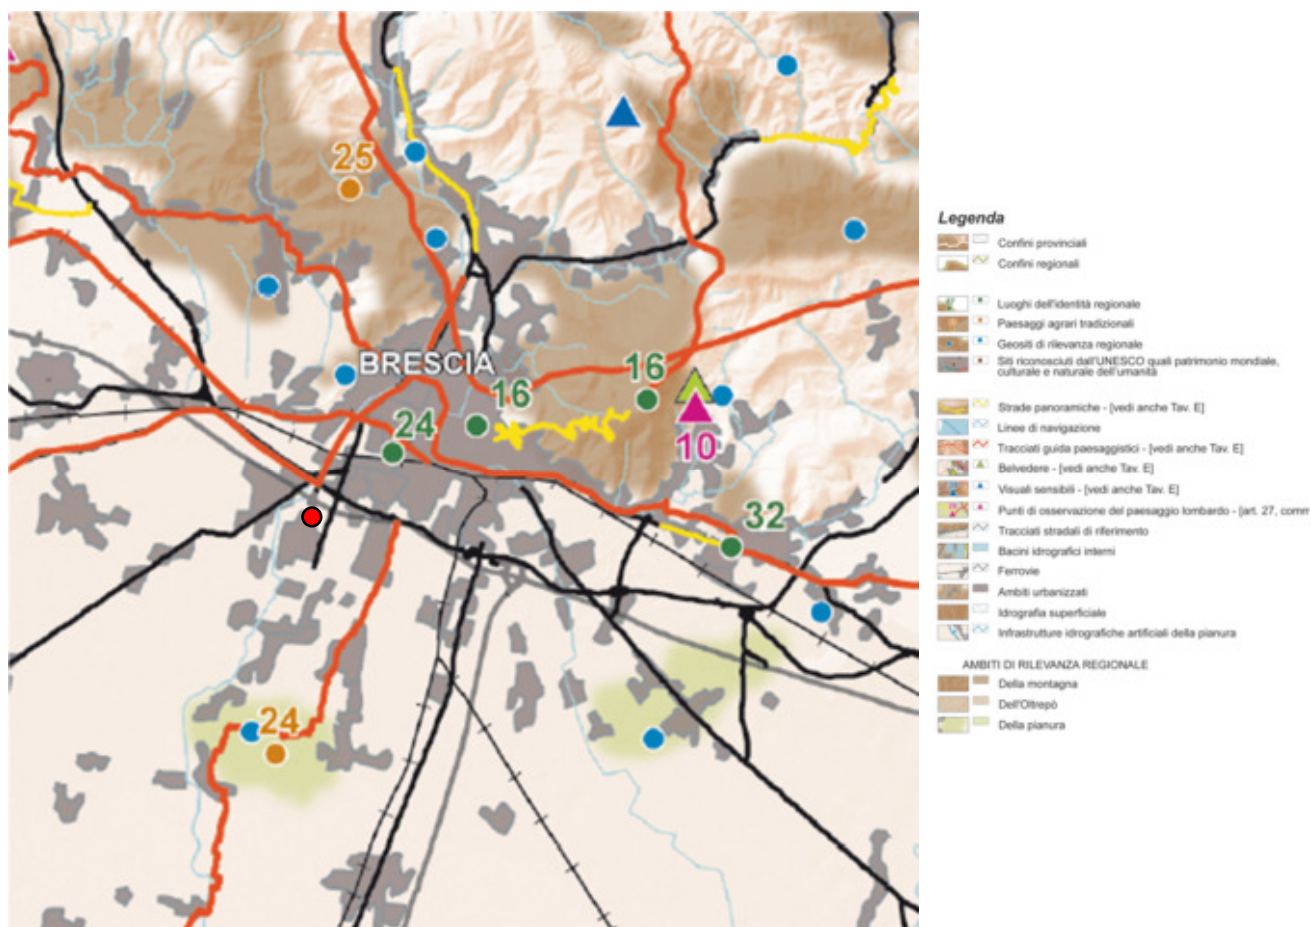 25
BRESCIA
16
16
24
10
32
24
Legenda
Confini provinciali
Confini regionali
Luoghi dell'identità regionale
Paesaggi agrari tradizionali
Geositi di rilevanza regionale
Siti riconosciuti dall'UNESCO quali patrimonio mondiale,
culturale e naturale dell'umanità
Strade panoramiche - [vedi anche Tav. E]
Linee di navigazione
Tracciati guida paesaggistici - [vedi anche Tav. E]
Belvedere - [vedi anche Tav. E]
Visuali sensibili - [vedi anche Tav. E]
Punti di osservazione del paesaggio lombardo - [art. 27, comm
Tracciati stradali di riferimento
Bacini idrografici interni
Ferrovie
Ambiti urbanizzati
Idrografia superficiale
Infrastrutture idrografiche artificiali della pianura
AMBITI DI RILEVANZA REGIONALE
Della montagna
Dell'Oltrepò
Della pianura